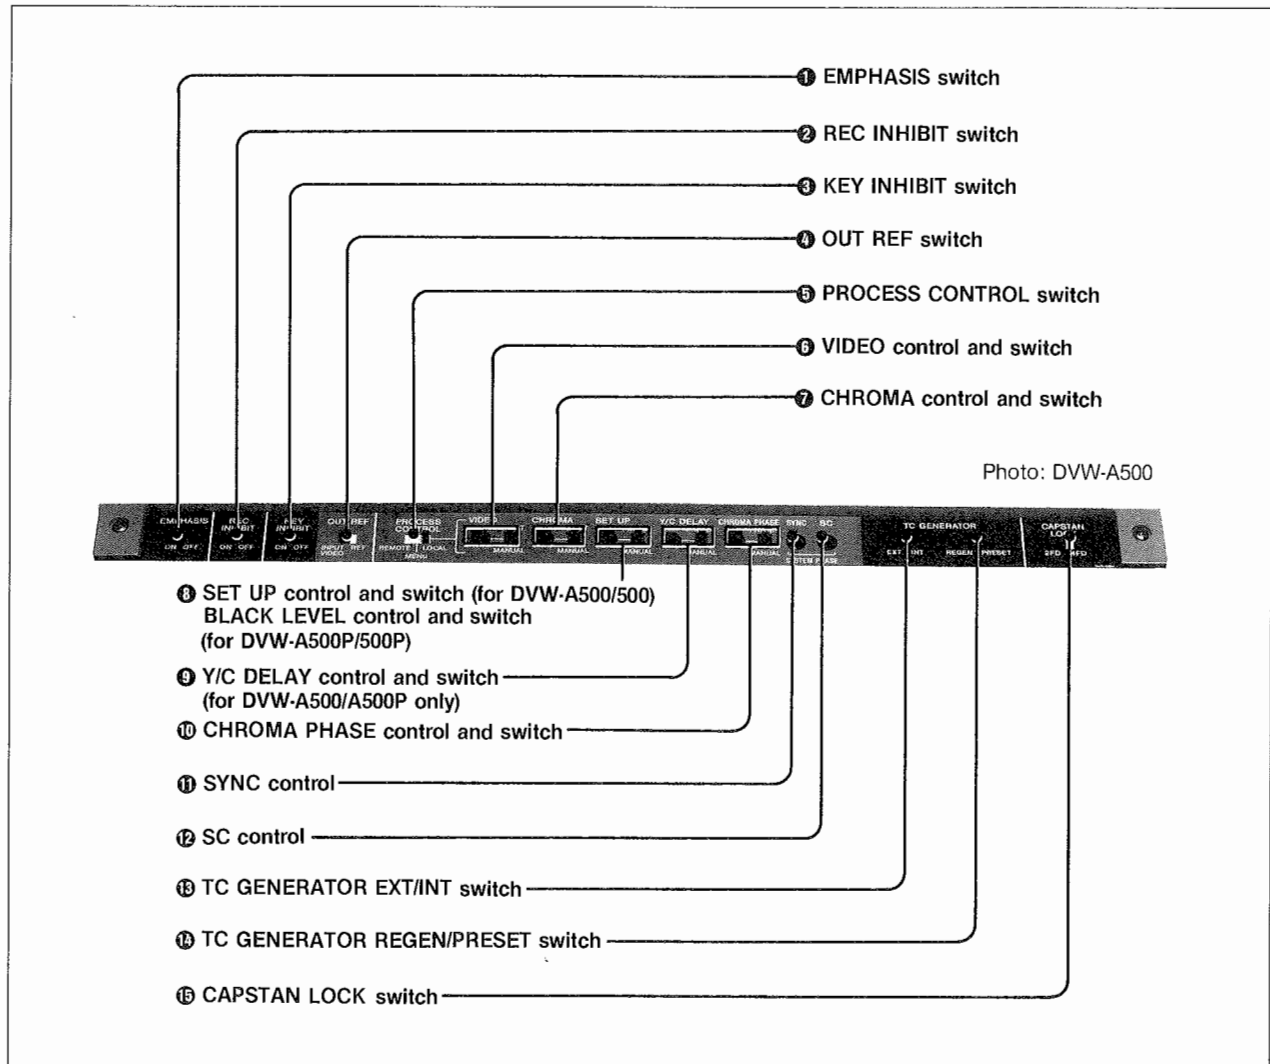 ❶ EMPHASIS switch
❷ REC INHIBIT switch
❸ KEY INHIBIT switch
❹ OUT REF switch
❺ PROCESS CONTROL switch
❻ VIDEO control and switch
❼ CHROMA control and switch
Photo: DVW-A500
EMPHASIS
ON OFF
REC
INHIBIT
ON OFF
KEY
INHIBIT
ON OFF
OUT REF
INPUT REF
VIDEO
PROCESS
CONTROL
REMOTE LOCAL
MENU
VIDEO
MANUAL
CHROMA
MANUAL
SET UP
MANUAL
Y/C DELAY
MANUAL
CHROMA PHASE
MANUAL
SYNC SC
SYSTEM PHASE
TC GENERATOR
EXT INT REGEN PRESET
CAPSTAN
LOCK
2FD 4FD
❽ SET UP control and switch (for DVW-A500/500)
BLACK LEVEL control and switch
(for DVW-A500P/500P)
❾ Y/C DELAY control and switch
(for DVW-A500/A500P only)
❿ CHROMA PHASE control and switch
⓫ SYNC control
⓬ SC control
⓭ TC GENERATOR EXT/INT switch
⓮ TC GENERATOR REGEN/PRESET switch
⓯ CAPSTAN LOCK switch